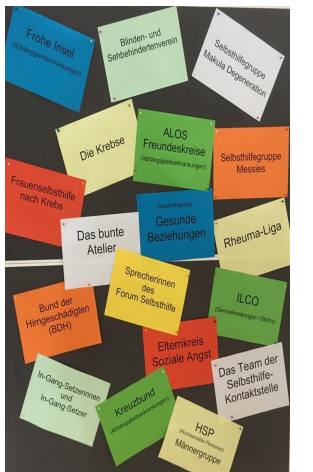 Frohe Insel
(Abhängigkeitserkrankungen)
Blinden- und
Sehbehindertenverein
Selbsthilfegruppe
Makula Degeneration
Die Krebse
ALOS
Freundeskreise
(Abhängigkeitserkrankungen)
Selbsthilfegruppe
Messies
Frauenselbsthilfe
nach Krebs
Das bunte
Atelier
Selbsthilfegruppe
Gesunde
Beziehungen
Rheuma-Liga
Sprecherinnen
des
Forum Selbsthilfe
Bund der
Hirngeschädigten
(BDH)
ILCO
(Darmerkrankungen / Stoma)
Elternkreis
Soziale Angst
Das Team der
Selbsthilfe-
Kontaktstelle
In-Gang-Setzerinnen
und
In-Gang-Setzer
Kreuzbund
(Abhängigkeitserkrankungen)
HSP
(Hochsensible Personen)
Männergruppe